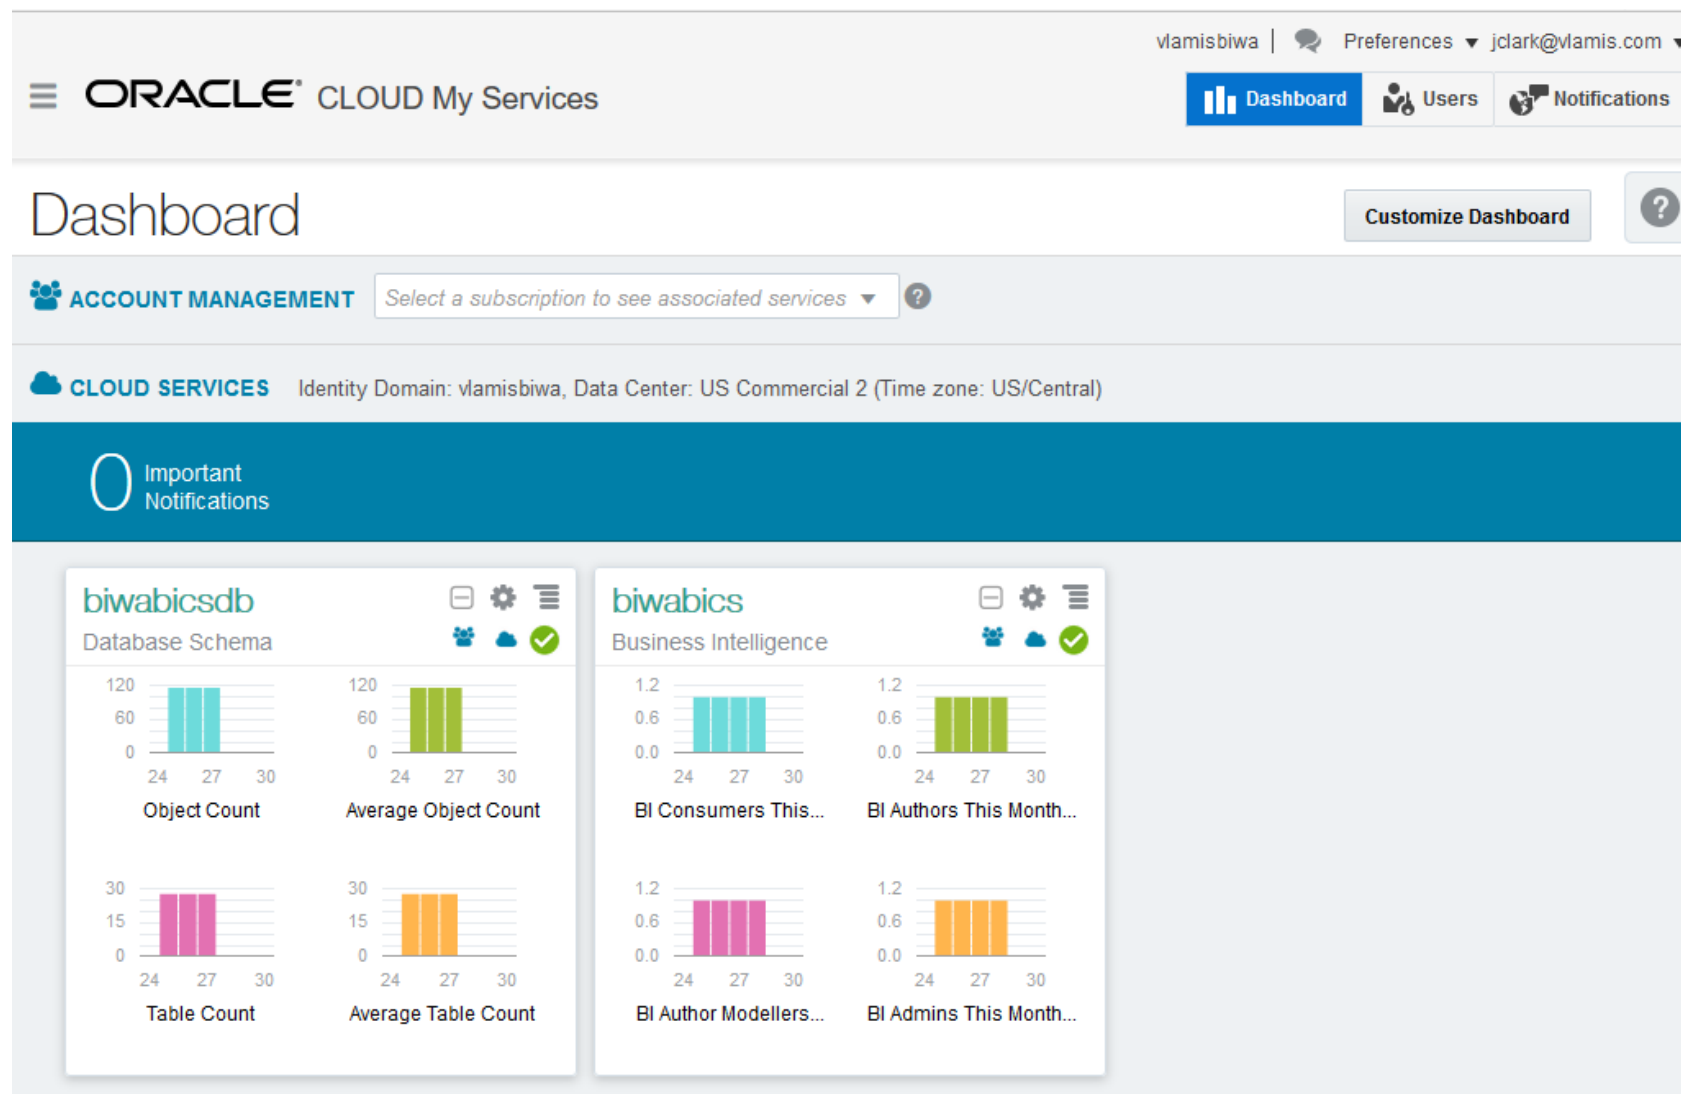 vlamisbiwa Preferences jclark@vlamis.com
ORACLE CLOUD My Services
Dashboard Users Notifications
Dashboard
Customize Dashboard
?
ACCOUNT MANAGEMENT Select a subscription to see associated services ?
CLOUD SERVICES Identity Domain: vlamisbiwa, Data Center: US Commercial 2 (Time zone: US/Central)
0 Important
Notifications
biwabicsdb
Database Schema
120
60
0
24 27 30
Object Count
120
60
0
24 27 30
Average Object Count
30
15
0
24 27 30
Table Count
30
15
0
24 27 30
Average Table Count
biwabics
Business Intelligence
1.2
0.6
0.0
24 27 30
BI Consumers This...
1.2
0.6
0.0
24 27 30
BI Authors This Month...
1.2
0.6
0.0
24 27 30
BI Author Modellers...
1.2
0.6
0.0
24 27 30
BI Admins This Month...